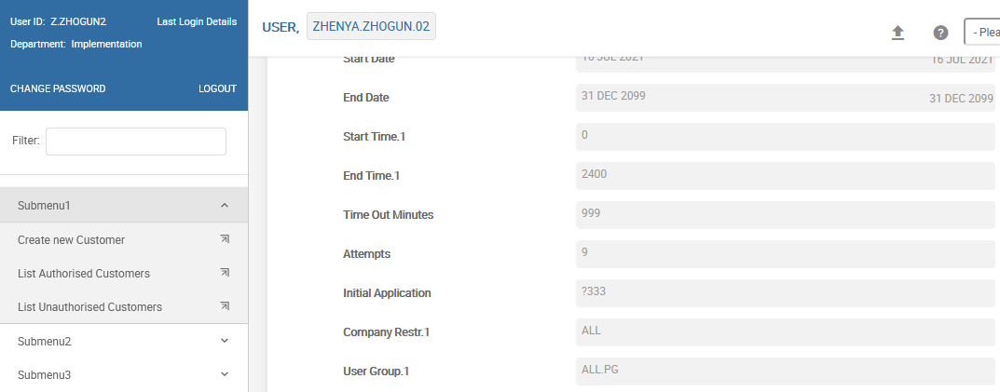 User ID: Z.ZHOGUN2 Last Login Details
Department: Implementation
CHANGE PASSWORD LOGOUT
Filter:
Submenu1
Create new Customer
List Authorised Customers
List Unauthorised Customers
Submenu2
Submenu3
USER, ZHENYA.ZHOGUN.02
? - Plea
Start Date 16 JUL 2021 16 JUL 2021
End Date 31 DEC 2099 31 DEC 2099
Start Time.1 0
End Time.1 2400
Time Out Minutes 999
Attempts 9
Initial Application ?333
Company Restr.1 ALL
User Group.1 ALL.PG